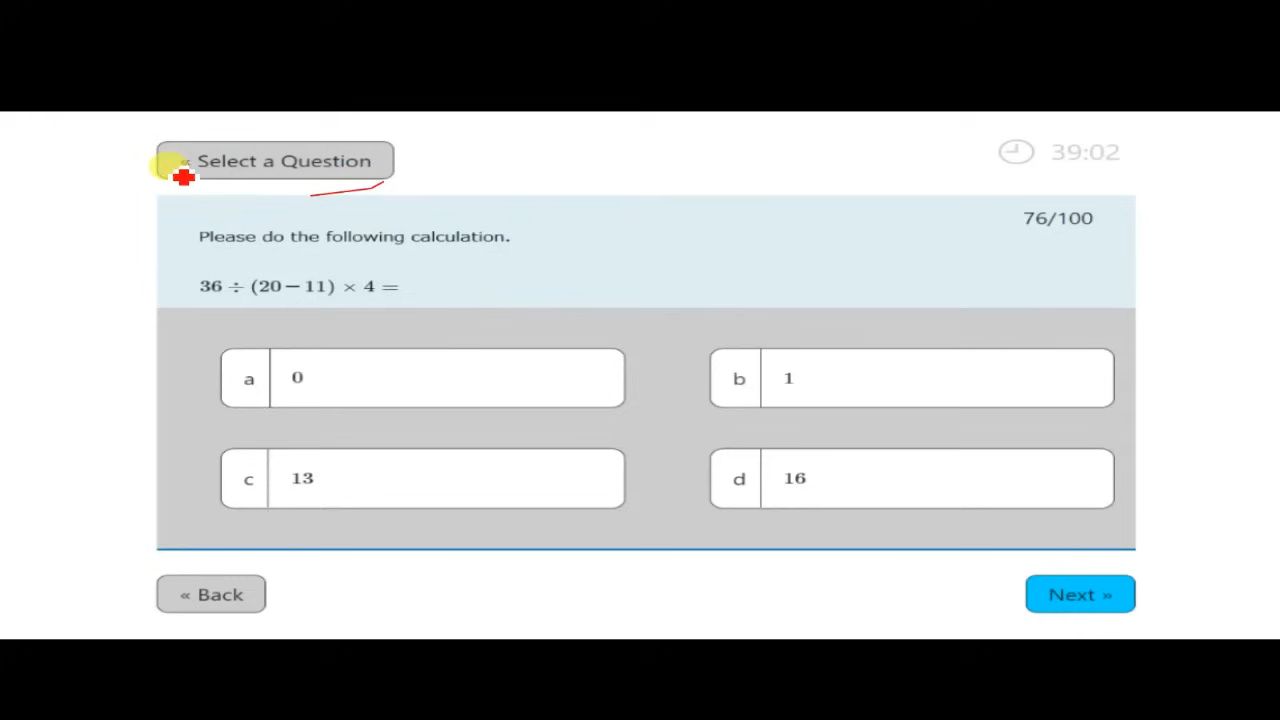 « Select a Question
39:02
76/100
Please do the following calculation.
36 ÷ (20 − 11) × 4 =
a 0
b 1
c 13
d 16
« Back
Next »